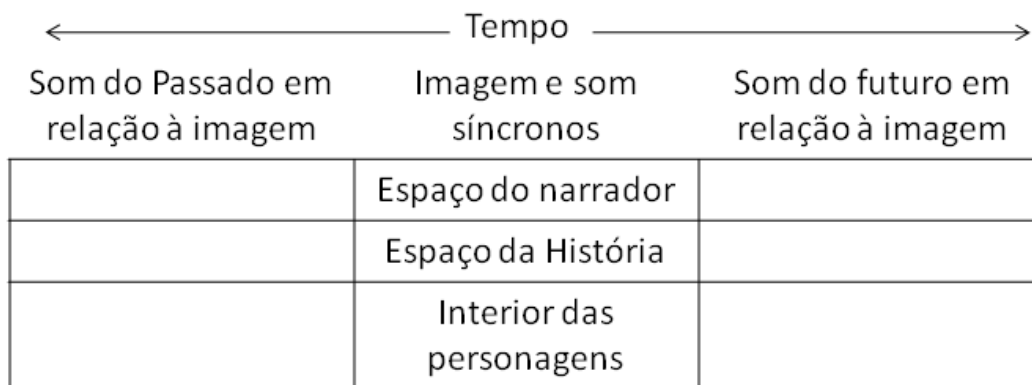 Tempo
Som do Passado em
relação à imagem
Imagem e som
síncronos
Som do futuro em
relação à imagem
Espaço do narrador
Espaço da História
Interior das
personagens